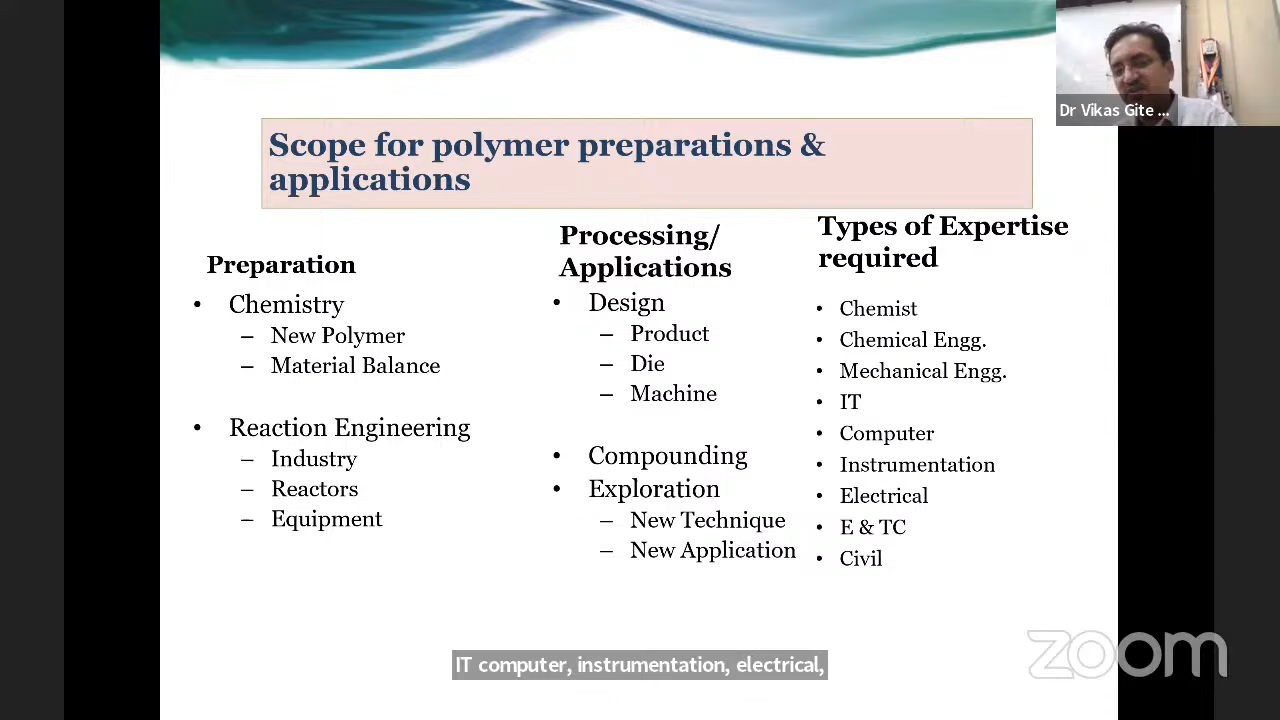 Dr Vikas Gite ...
Scope for polymer preparations &
applications
Preparation
• Chemistry
– New Polymer
– Material Balance
• Reaction Engineering
– Industry
– Reactors
– Equipment
Processing/
Applications
• Design
– Product
– Die
– Machine
• Compounding
• Exploration
– New Technique
– New Application
Types of Expertise
required
• Chemist
• Chemical Engg.
• Mechanical Engg.
• IT
• Computer
• Instrumentation
• Electrical
• E & TC
• Civil
IT computer, instrumentation, electrical,
zoom